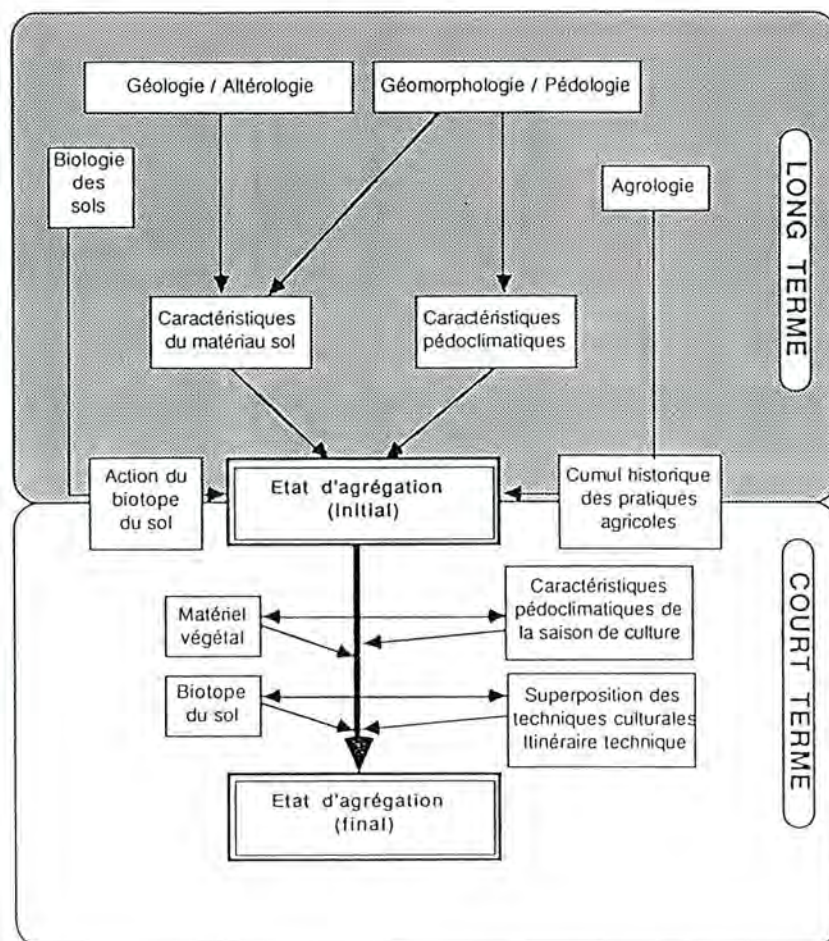 Géologie / Altérologie
Géomorphologie / Pédologie
Biologie
des
sols
Agrologie
LONG TERME
Caractéristiques
du matériau sol
Caractéristiques
pédoclimatiques
Action du
biotope
du sol
Etat d'agrégation
(initial)
Cumul historique
des pratiques
agricoles
COURT TERME
Matériel
végétal
Caractéristiques
pédoclimatiques de
la saison de culture
Biotope
du sol
Superposition des
techniques culturales
Itinéraire technique
Etat d'agrégation
(final)